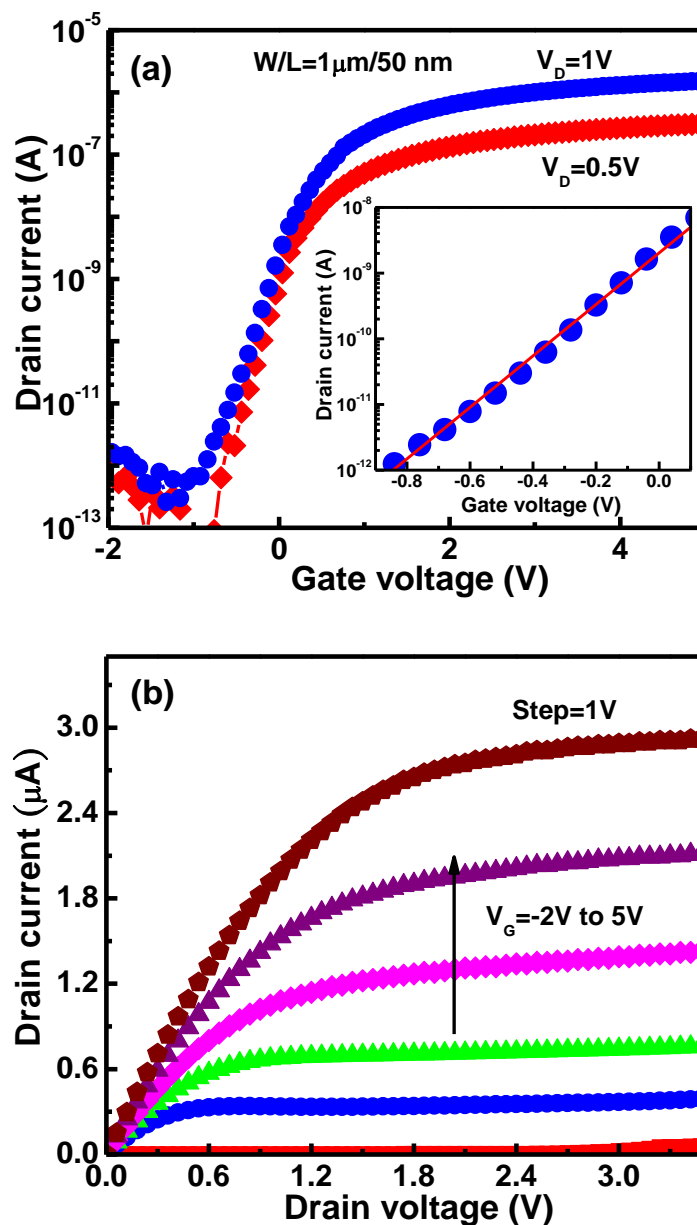 10^-5
(a)
W/L=1μm/50 nm
V_D=1V
10^-7
V_D=0.5V
10^-8
10^-9
10^-9
10^-10
10^-11
10^-11
10^-12
10^-13
Drain current (A)
Drain current (A)
-0.8 -0.6 -0.4 -0.2 0.0
Gate voltage (V)
-2 0 2 4
Gate voltage (V)
(b)
Step=1V
3.0
2.4
1.8
V_G=-2V to 5V
1.2
0.6
0.0
Drain current (μA)
0.0 0.6 1.2 1.8 2.4 3.0
Drain voltage (V)